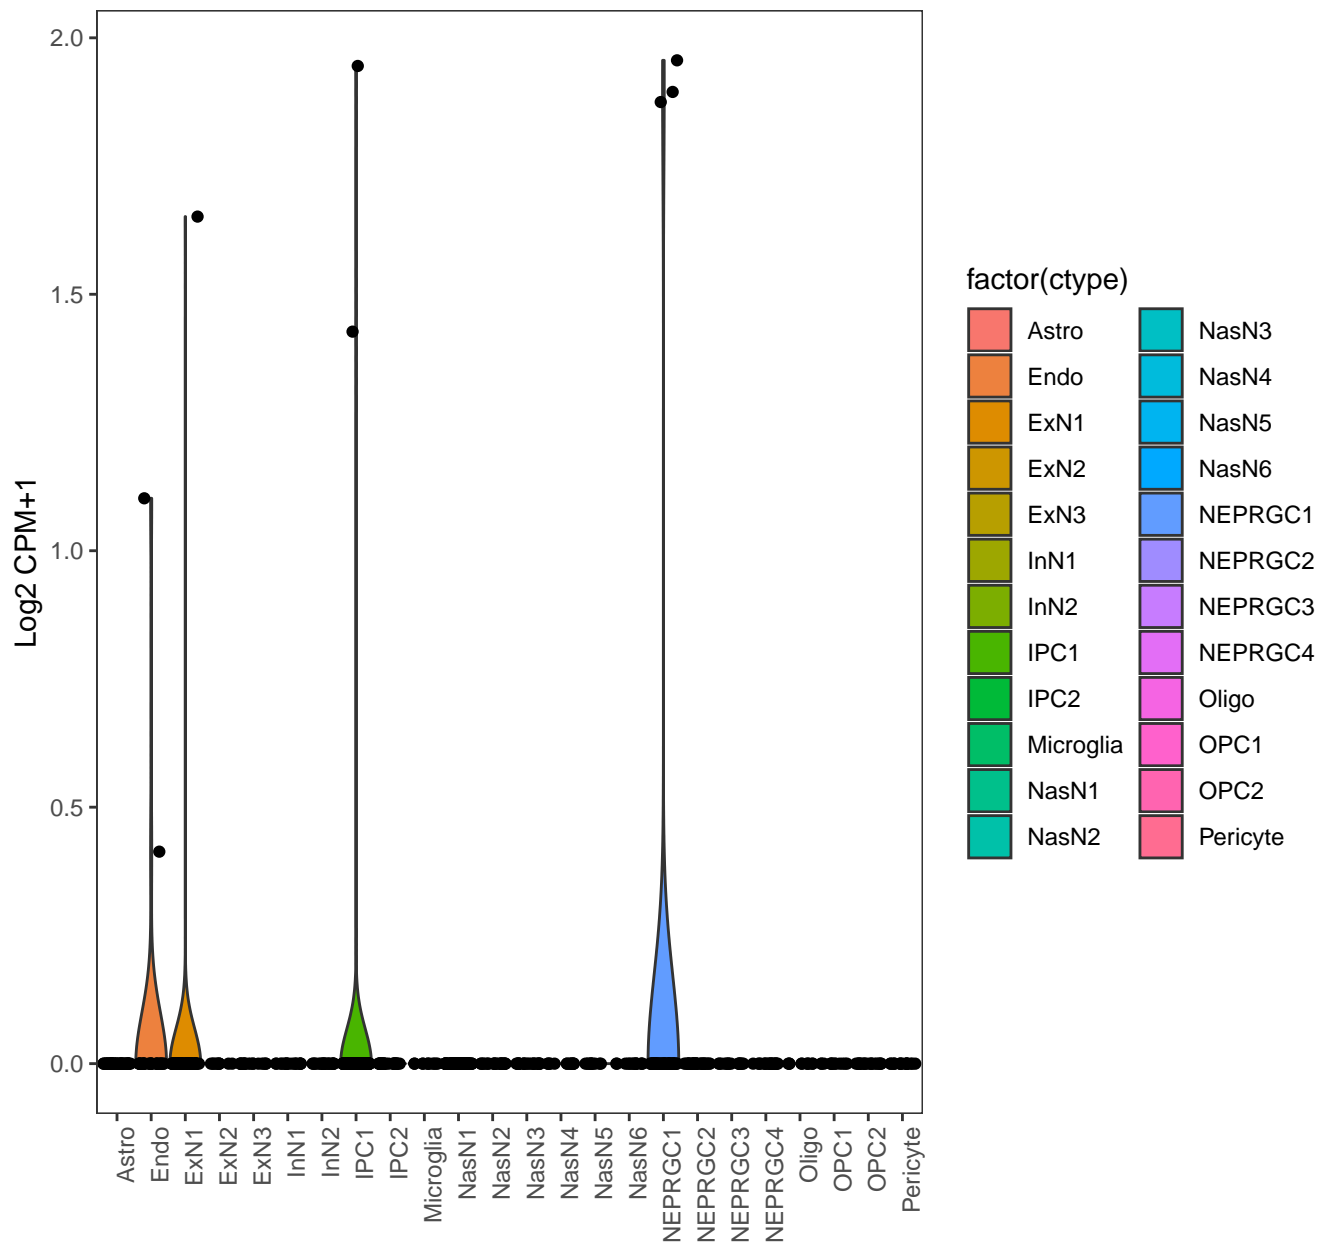 2.0
1.5
1.0
0.5
0.0
Log2 CPM+1
Astro
Endo
ExN1
ExN2
ExN3
InN1
InN2
IPC1
IPC2
Microglia
NasN1
NasN2
NasN3
NasN4
NasN5
NasN6
NEPRGC1
NEPRGC2
NEPRGC3
NEPRGC4
Oligo
OPC1
OPC2
Pericyte
factor(ctype)
Astro
Endo
ExN1
ExN2
ExN3
InN1
InN2
IPC1
IPC2
Microglia
NasN1
NasN2
NasN3
NasN4
NasN5
NasN6
NEPRGC1
NEPRGC2
NEPRGC3
NEPRGC4
Oligo
OPC1
OPC2
Pericyte